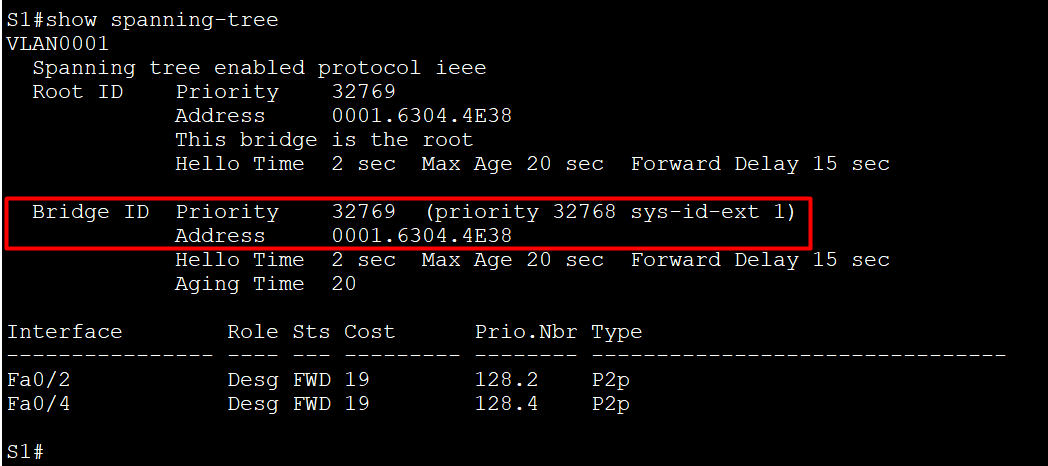 S1#show spanning-tree
VLAN0001
  Spanning tree enabled protocol ieee
  Root ID    Priority    32769
             Address     0001.6304.4E38
             This bridge is the root
             Hello Time  2 sec  Max Age 20 sec  Forward Delay 15 sec
  Bridge ID  Priority    32769  (priority 32768 sys-id-ext 1)
             Address     0001.6304.4E38
             Hello Time  2 sec  Max Age 20 sec  Forward Delay 15 sec
             Aging Time  20
Interface        Role Sts Cost      Prio.Nbr Type
---------------- ---- --- --------- -------- --------------------------------
Fa0/2            Desg FWD 19        128.2    P2p
Fa0/4            Desg FWD 19        128.4    P2p
S1#